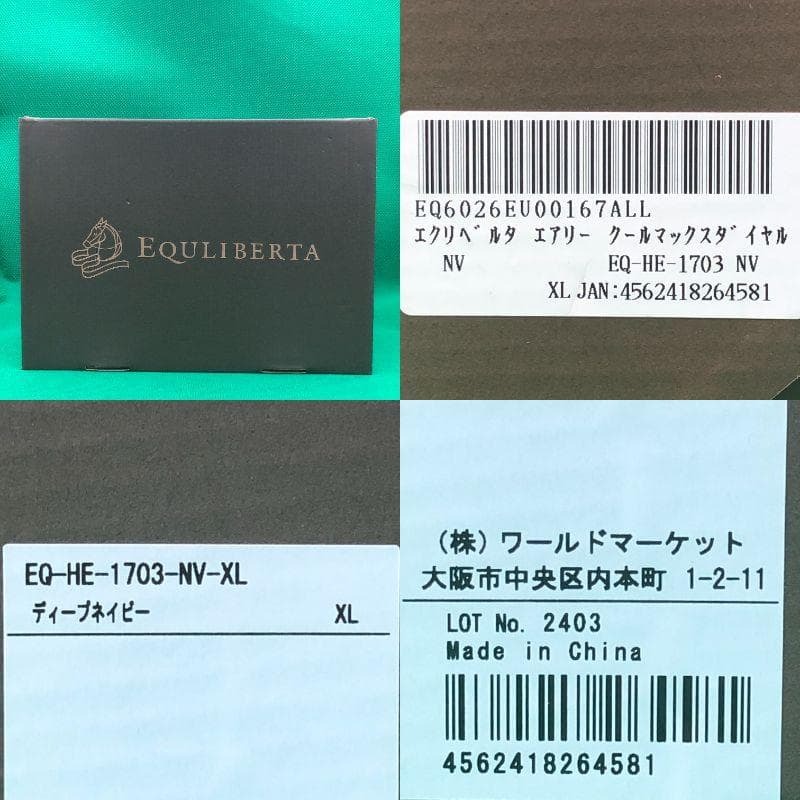 EQULIBERTA
EQ6026EU00167ALL
ｴｸﾘﾍﾞﾙﾀ ｴｱﾘｰ ｸｰﾙﾏｯｸｽﾀﾞｲﾔﾙ
NV EQ-HE-1703 NV
XL JAN:4562418264581
EQ-HE-1703-NV-XL
ディープネイビー XL
(株)ワールドマーケット
大阪市中央区内本町 1-2-11
LOT No. 2403
Made in China
4562418264581